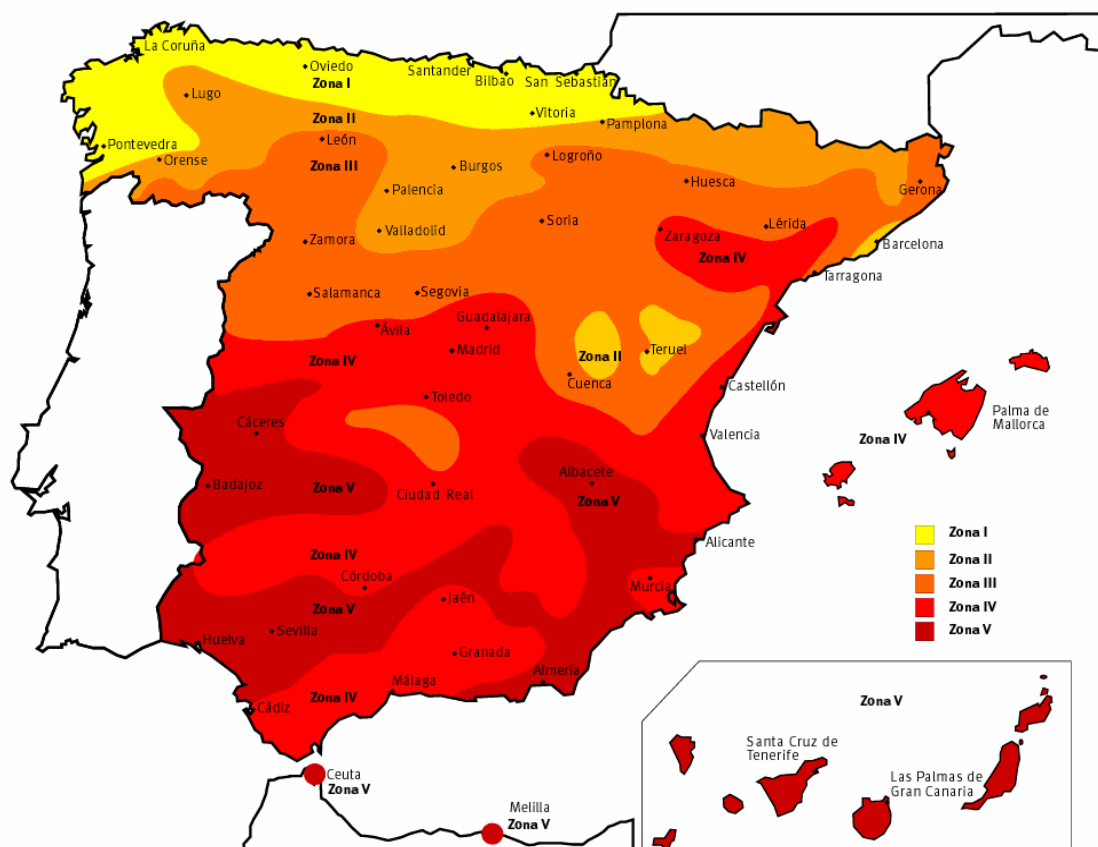 La Coruña
Oviedo
Santander
Bilbao
San Sebastián
Zona I
Lugo
Vitoria
Zona II
Pamplona
León
Pontevedra
Orense
Zona III
Burgos
Logroño
Huesca
Gerona
Palencia
Soria
Lérida
Valladolid
Zaragoza
Zamora
Barcelona
Zona IV
Tarragona
Salamanca
Segovia
Guadalajara
Ávila
Madrid
Zona II
Teruel
Zona IV
Cuenca
Castellón
Toledo
Palma de
Mallorca
Cáceres
Valencia
Zona IV
Albacete
Badajoz
Zona V
Ciudad Real
Zona V
Zona I
Alicante
Zona II
Zona IV
Córdoba
Murcia
Zona III
Jaén
Zona IV
Zona V
Sevilla
Zona V
Huelva
Granada
Almería
Málaga
Zona IV
Cádiz
Zona V
Santa Cruz de
Tenerife
Ceuta
Zona V
Las Palmas de
Gran Canaria
Melilla
Zona V